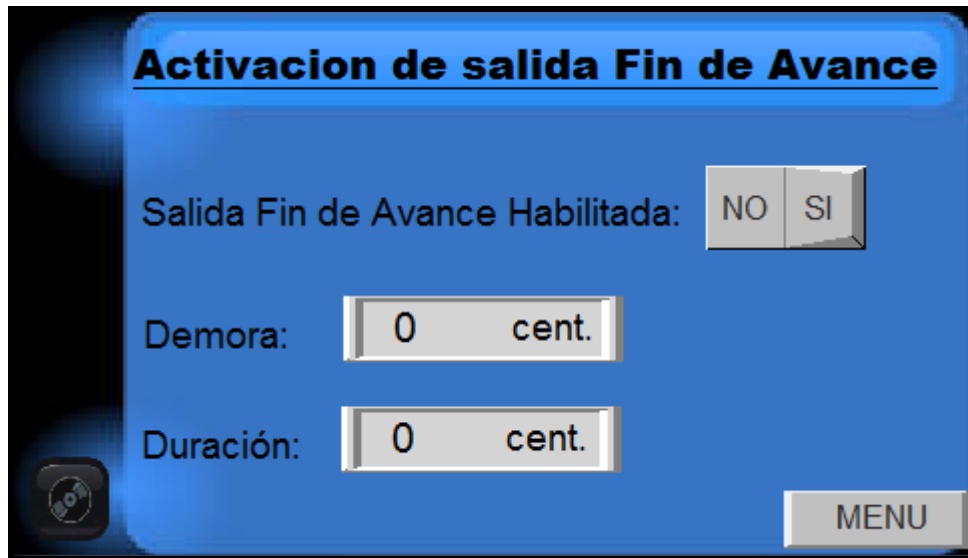 Activacion de salida Fin de Avance
Salida Fin de Avance Habilitada: NO SI
Demora: 0 cent.
Duración: 0 cent.
MENU